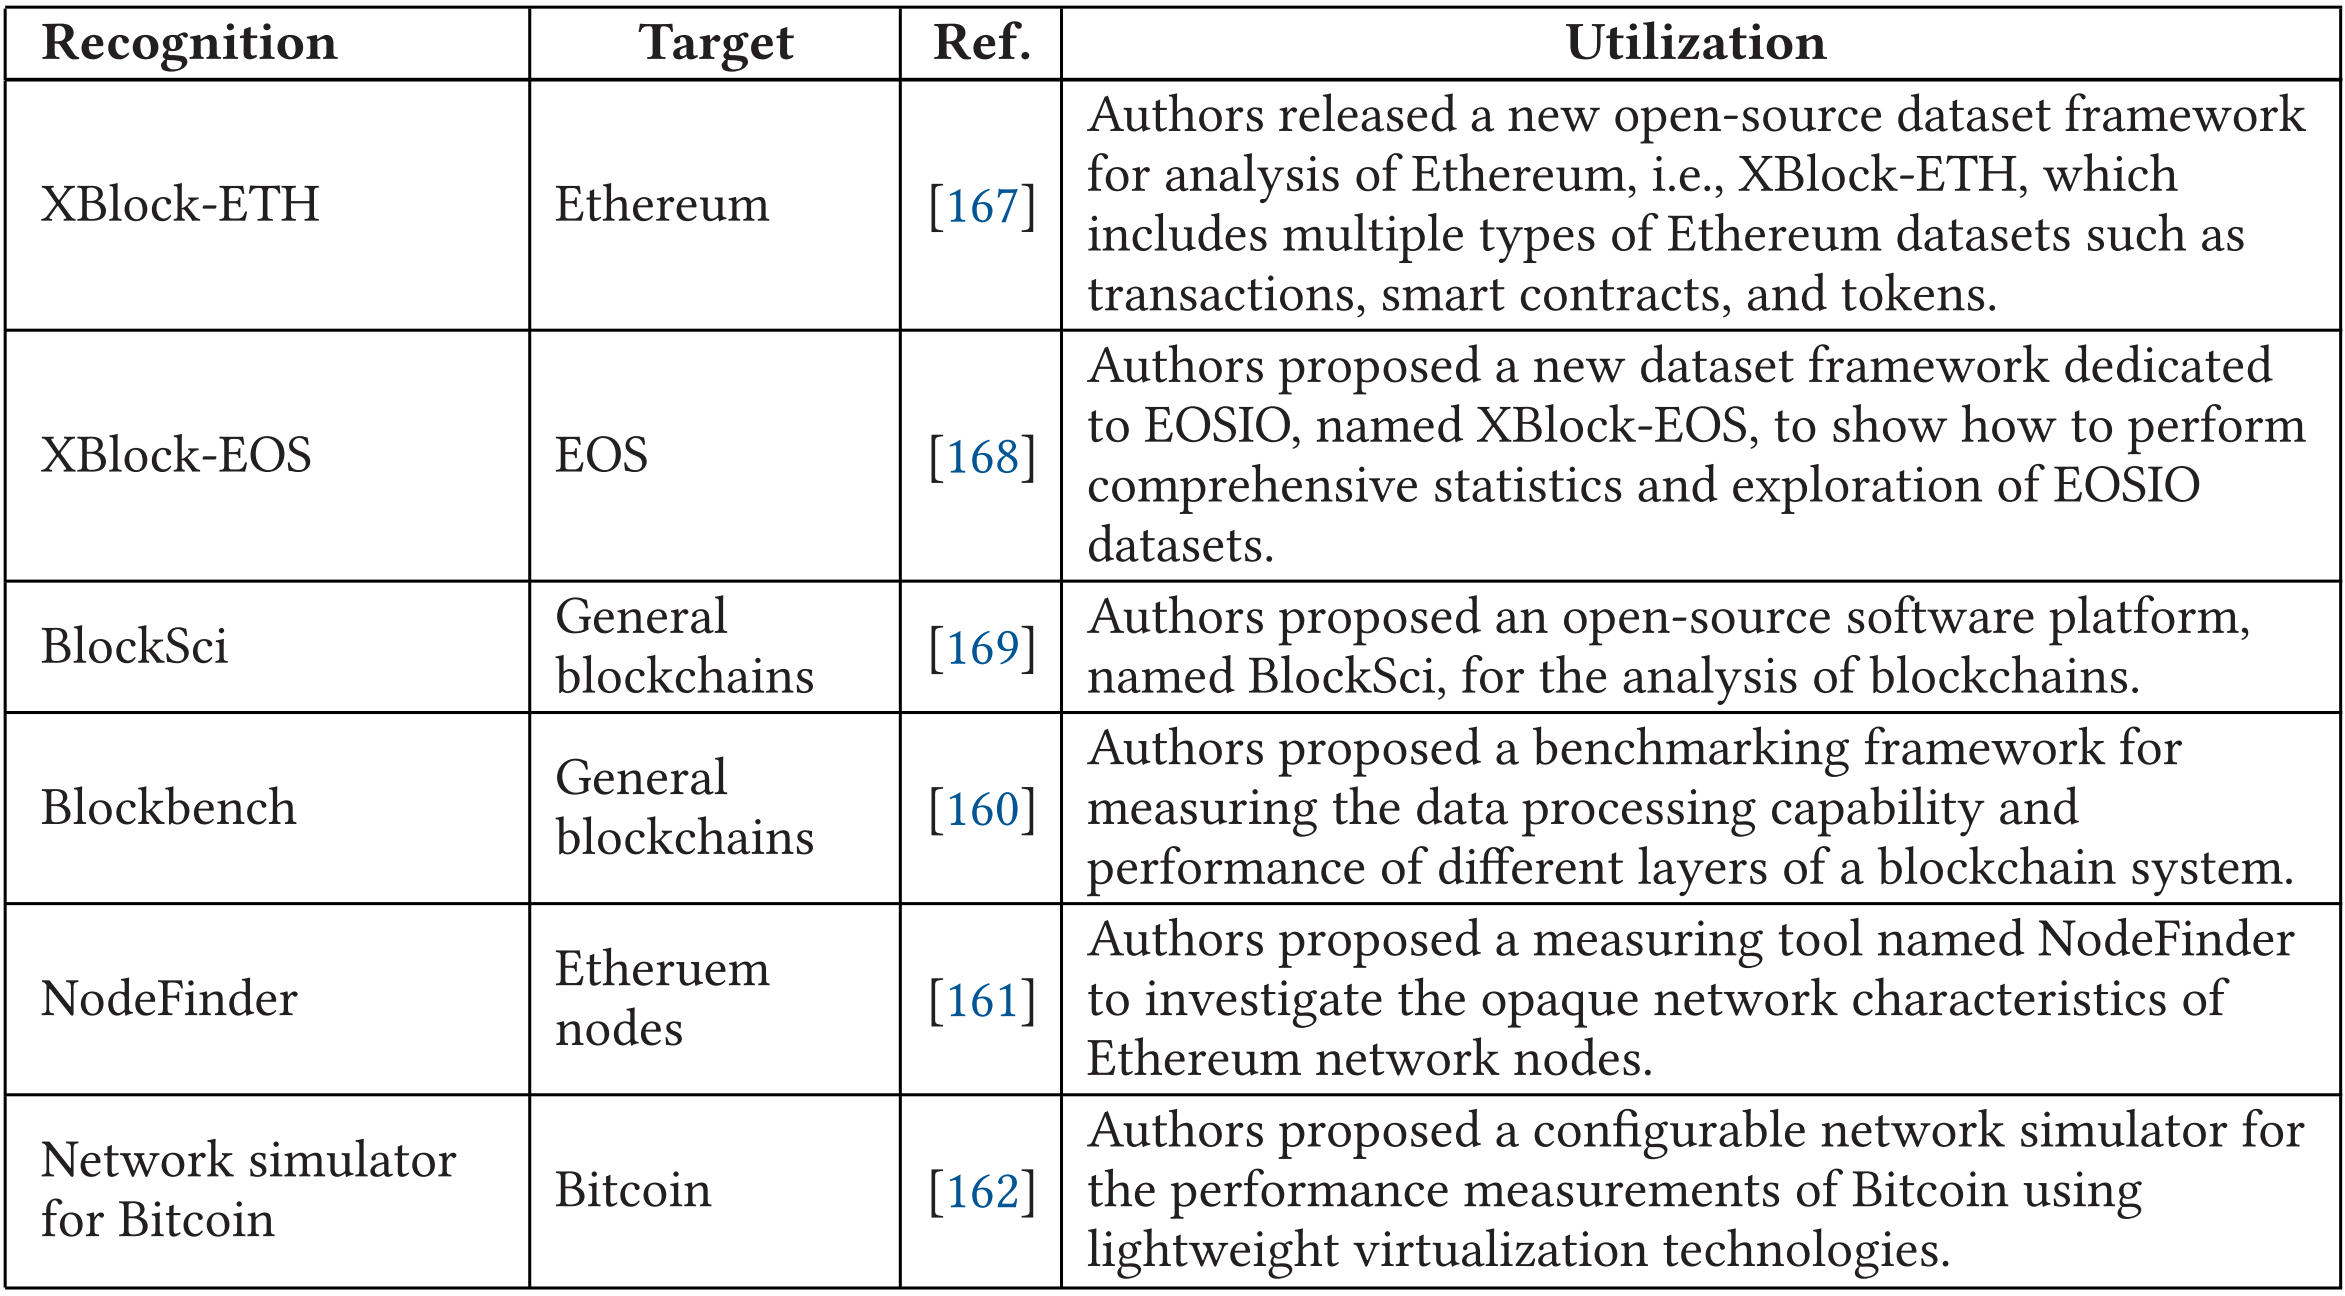 Recognition Target Ref. Utilization
XBlock-ETH Ethereum [167] Authors released a new open-source dataset framework
for analysis of Ethereum, i.e., XBlock-ETH, which
includes multiple types of Ethereum datasets such as
transactions, smart contracts, and tokens.
XBlock-EOS EOS [168] Authors proposed a new dataset framework dedicated
to EOSIO, named XBlock-EOS, to show how to perform
comprehensive statistics and exploration of EOSIO
datasets.
BlockSci General
blockchains
[169] Authors proposed an open-source software platform,
named BlockSci, for the analysis of blockchains.
Blockbench General
blockchains
[160] Authors proposed a benchmarking framework for
measuring the data processing capability and
performance of different layers of a blockchain system.
NodeFinder Etheruem
nodes
[161] Authors proposed a measuring tool named NodeFinder
to investigate the opaque network characteristics of
Ethereum network nodes.
Network simulator
for Bitcoin
Bitcoin [162] Authors proposed a configurable network simulator for
the performance measurements of Bitcoin using
lightweight virtualization technologies.